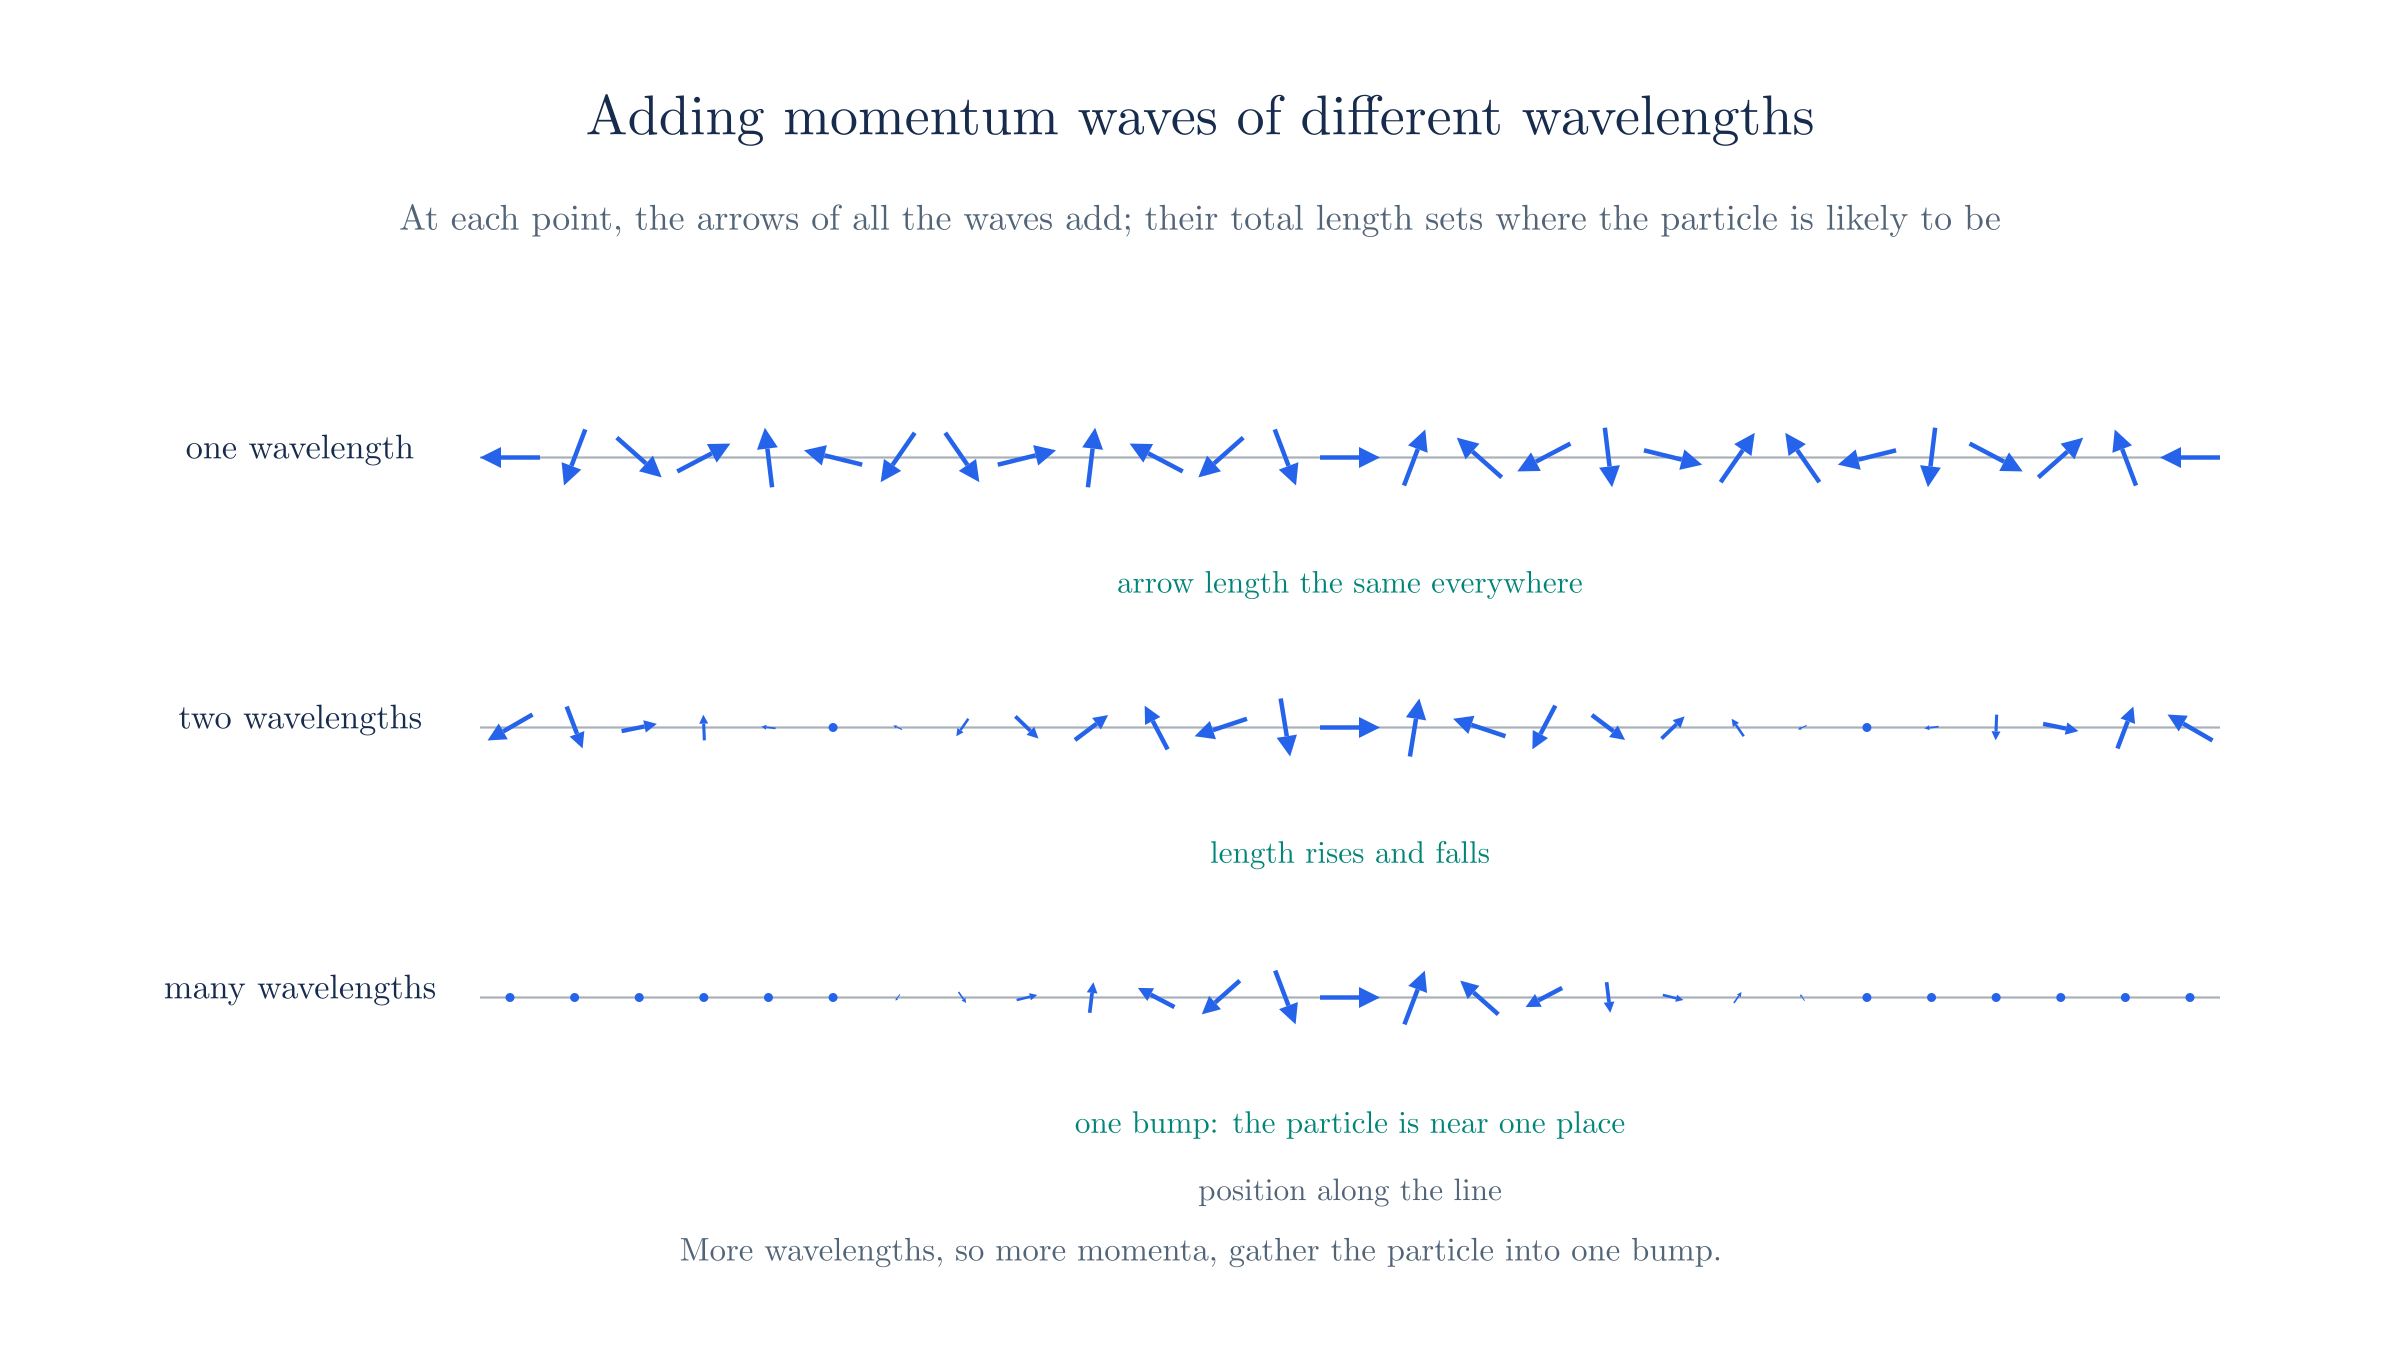 Adding momentum waves of different wavelengths
At each point, the arrows of all the waves add; their total length sets where the particle is likely to be
one wavelength
arrow length the same everywhere
two wavelengths
length rises and falls
many wavelengths
one bump: the particle is near one place
position along the line
More wavelengths, so more momenta, gather the particle into one bump.